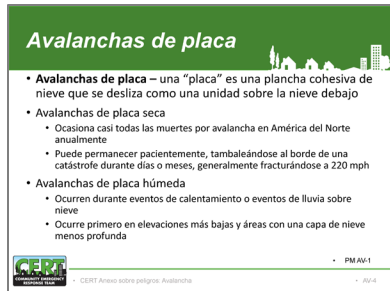 Avalanchas de placa
• Avalanchas de placa – una "placa" es una plancha cohesiva de
nieve que se desliza como una unidad sobre la nieve debajo
• Avalanchas de placa seca
• Ocasiona casi todas las muertes por avalancha en América del Norte
anualmente
• Puede permanecer pacientemente, tambaleándose al borde de una
catástrofe durante días o meses, generalmente fracturándose a 220 mph
• Avalanchas de placa húmeda
• Ocurren durante eventos de calentamiento o eventos de lluvia sobre
nieve
• Ocurre primero en elevaciones más bajas y áreas con una capa de nieve
menos profunda
• PM AV-1
CERT
COMMUNITY EMERGENCY
RESPONSE TEAM
• CERT Anexo sobre peligros: Avalancha
• AV-4